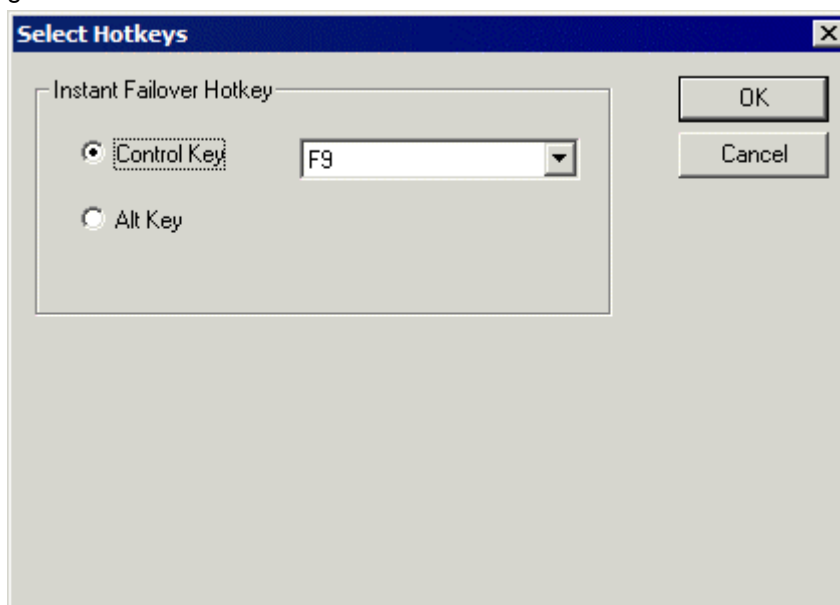 Select Hotkeys
Instant Failover Hotkey
OK
Control Key
F9
Cancel
Alt Key